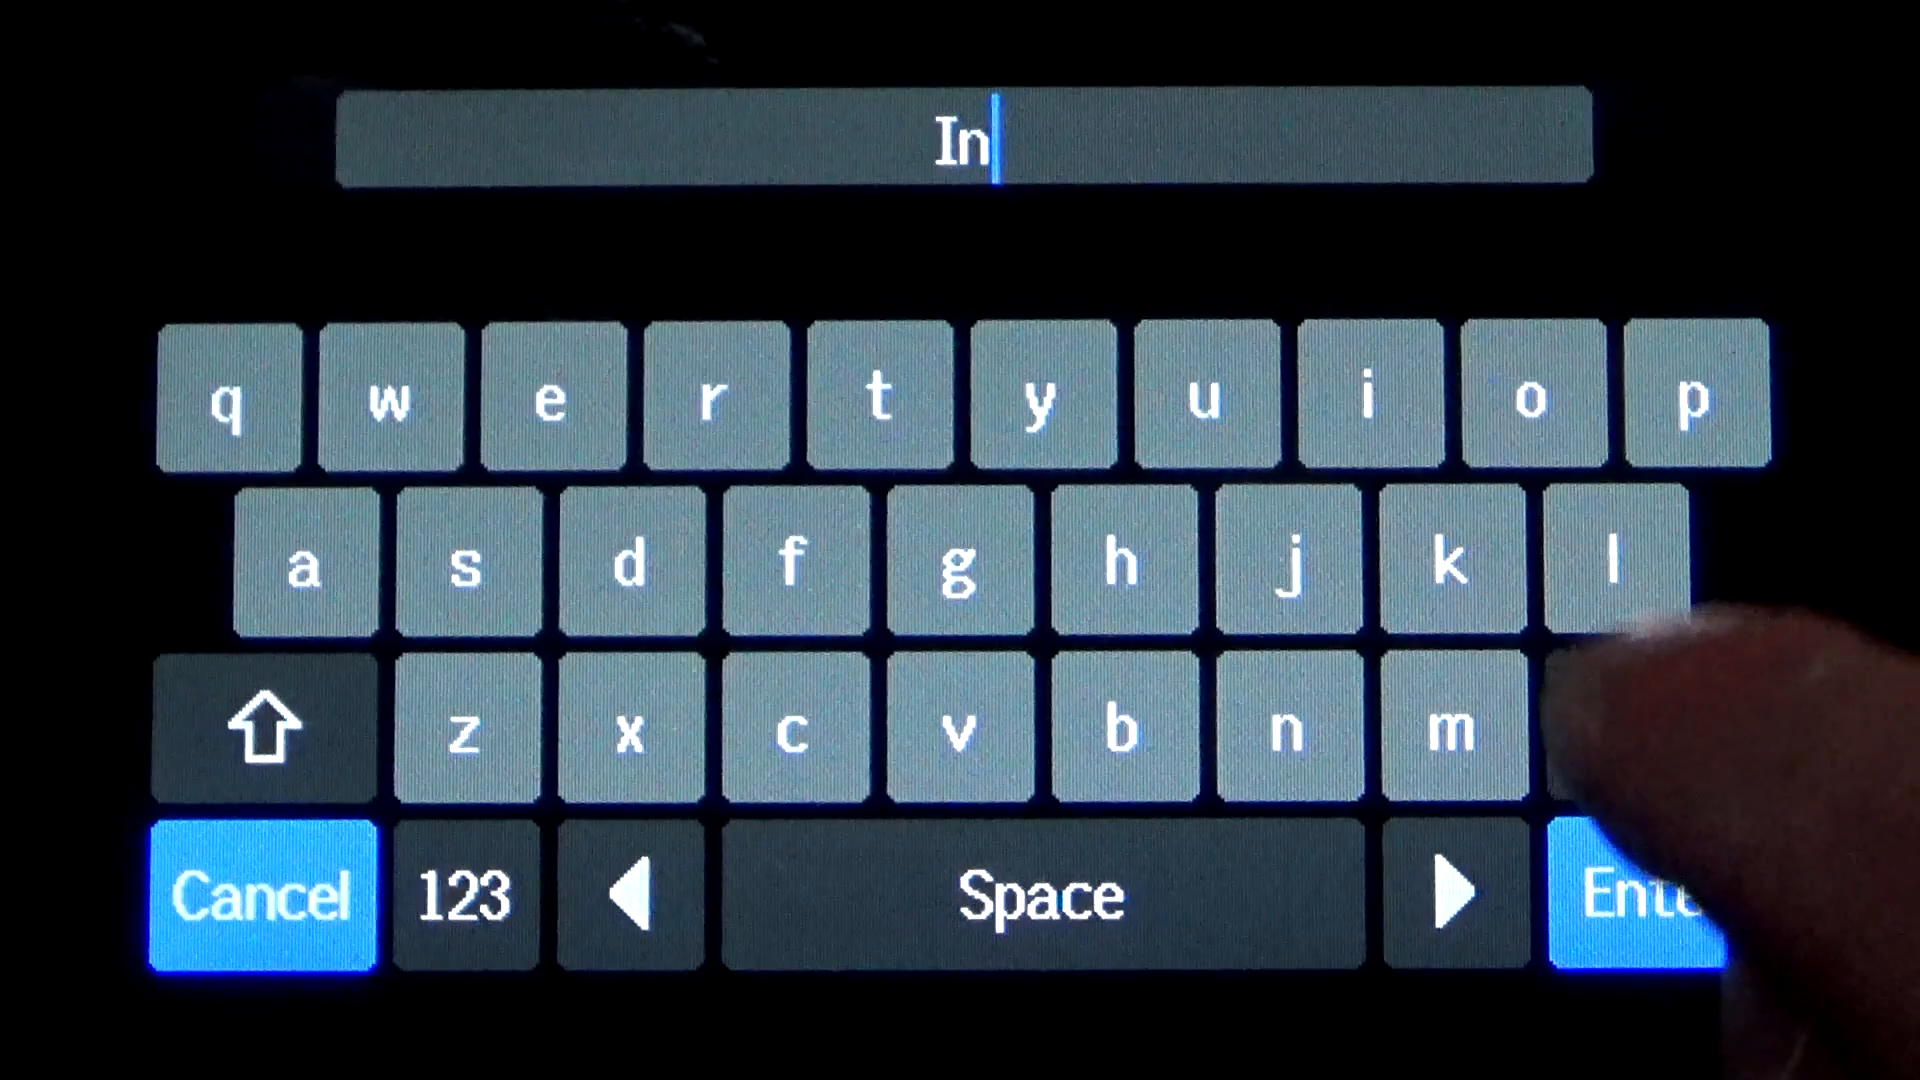 In
q w e r t y u i o p
a s d f g h j k l
z x c v b n m
Cancel 123 Space